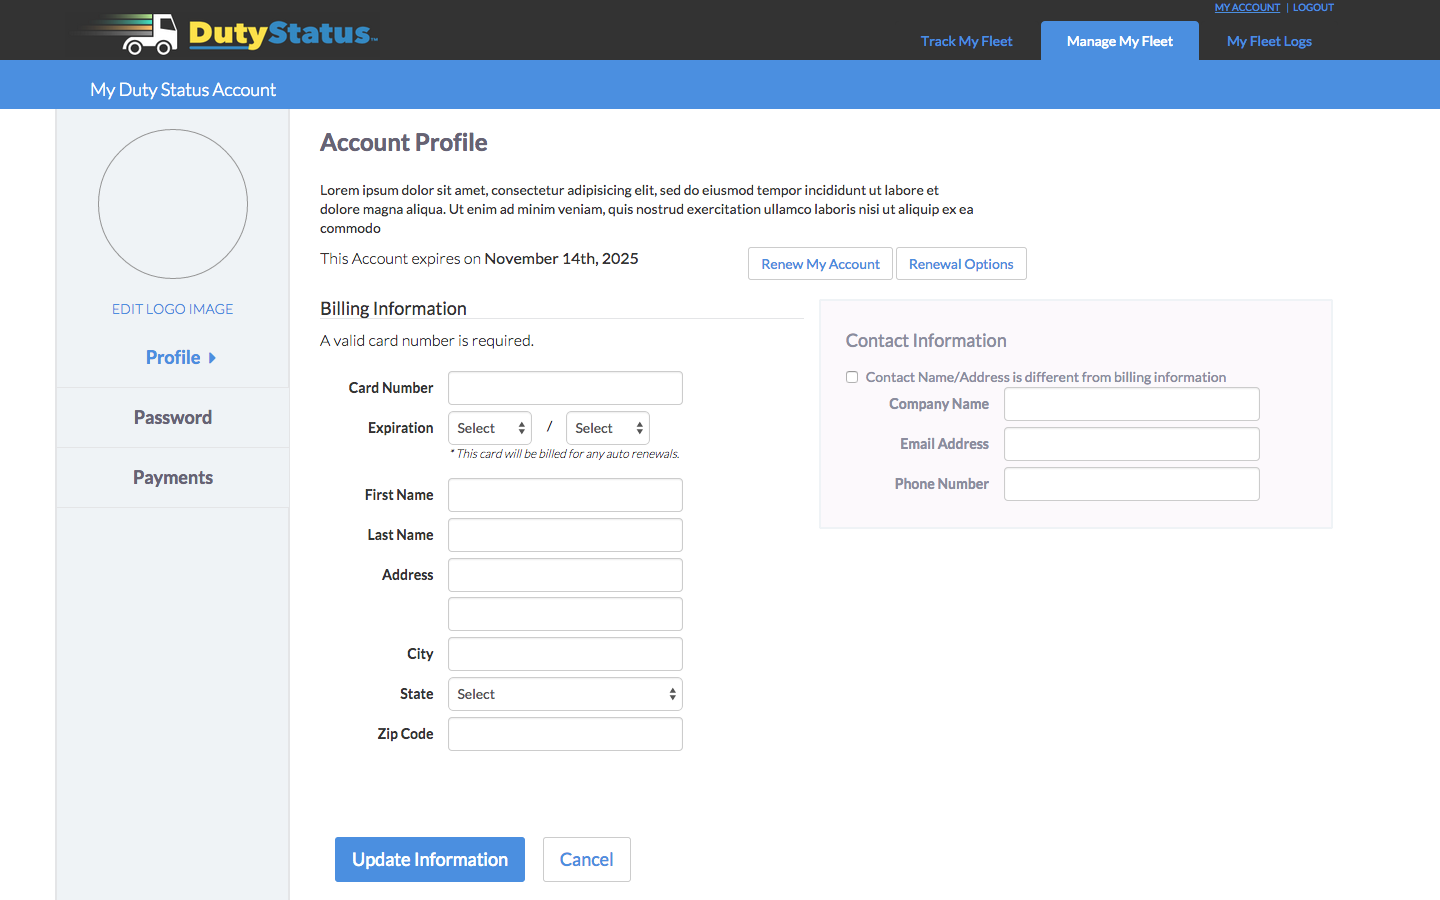 MY ACCOUNT | LOGOUT
DutyStatus™
Track My Fleet
Manage My Fleet
My Fleet Logs
My Duty Status Account
EDIT LOGO IMAGE
Profile
Password
Payments
Account Profile
Lorem ipsum dolor sit amet, consectetur adipisicing elit, sed do eiusmod tempor incididunt ut labore et
dolore magna aliqua. Ut enim ad minim veniam, quis nostrud exercitation ullamco laboris nisi ut aliquip ex ea
commodo
This Account expires on November 14th, 2025
Renew My Account
Renewal Options
Billing Information
A valid card number is required.
Card Number
Expiration
Select / Select
* This card will be billed for any auto renewals.
First Name
Last Name
Address
City
State
Select
Zip Code
Contact Information
Contact Name/Address is different from billing information
Company Name
Email Address
Phone Number
Update Information
Cancel